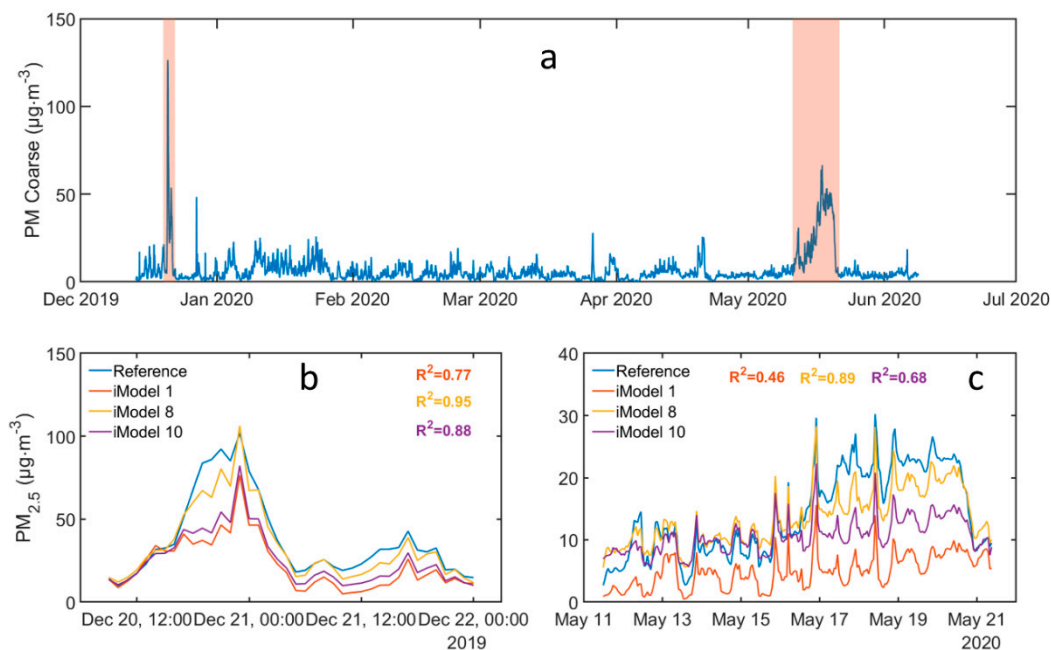 a
PM Coarse (µg·m-3)
150
100
50
0
Dec 2019 Jan 2020 Feb 2020 Mar 2020 Apr 2020 May 2020 Jun 2020 Jul 2020
b
PM2.5 (µg·m-3)
150
100
50
0
Reference
iModel 1
iModel 8
iModel 10
R2=0.77
R2=0.95
R2=0.88
Dec 20, 12:00 Dec 21, 00:00 Dec 21, 12:00 Dec 22, 00:00
2019
c
40
30
20
10
0
Reference
iModel 1
iModel 8
iModel 10
R2=0.46 R2=0.89 R2=0.68
May 11 May 13 May 15 May 17 May 19 May 21
2020